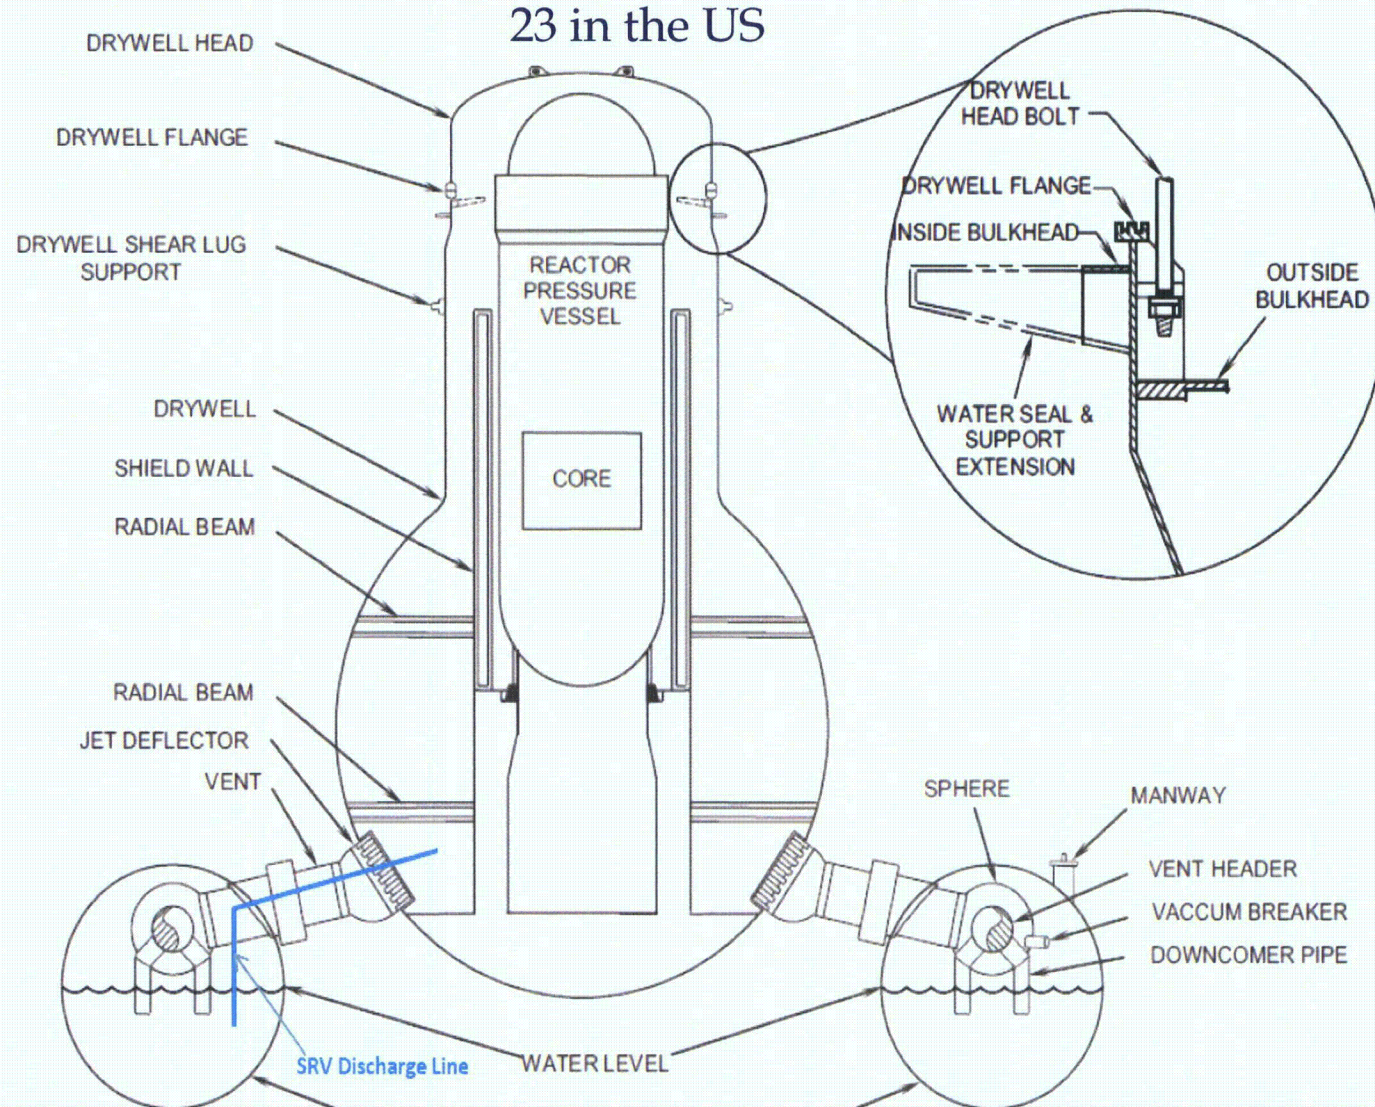 23 in the US
DRYWELL HEAD
DRYWELL FLANGE
DRYWELL SHEAR LUG
SUPPORT
DRYWELL
SHIELD WALL
RADIAL BEAM
RADIAL BEAM
JET DEFLECTOR
VENT
REACTOR
PRESSURE
VESSEL
CORE
DRYWELL
HEAD BOLT
DRYWELL FLANGE
INSIDE BULKHEAD
OUTSIDE
BULKHEAD
WATER SEAL &
SUPPORT
EXTENSION
SPHERE
MANWAY
VENT HEADER
VACCUM BREAKER
DOWNCOMER PIPE
WATER LEVEL
SRV Discharge Line